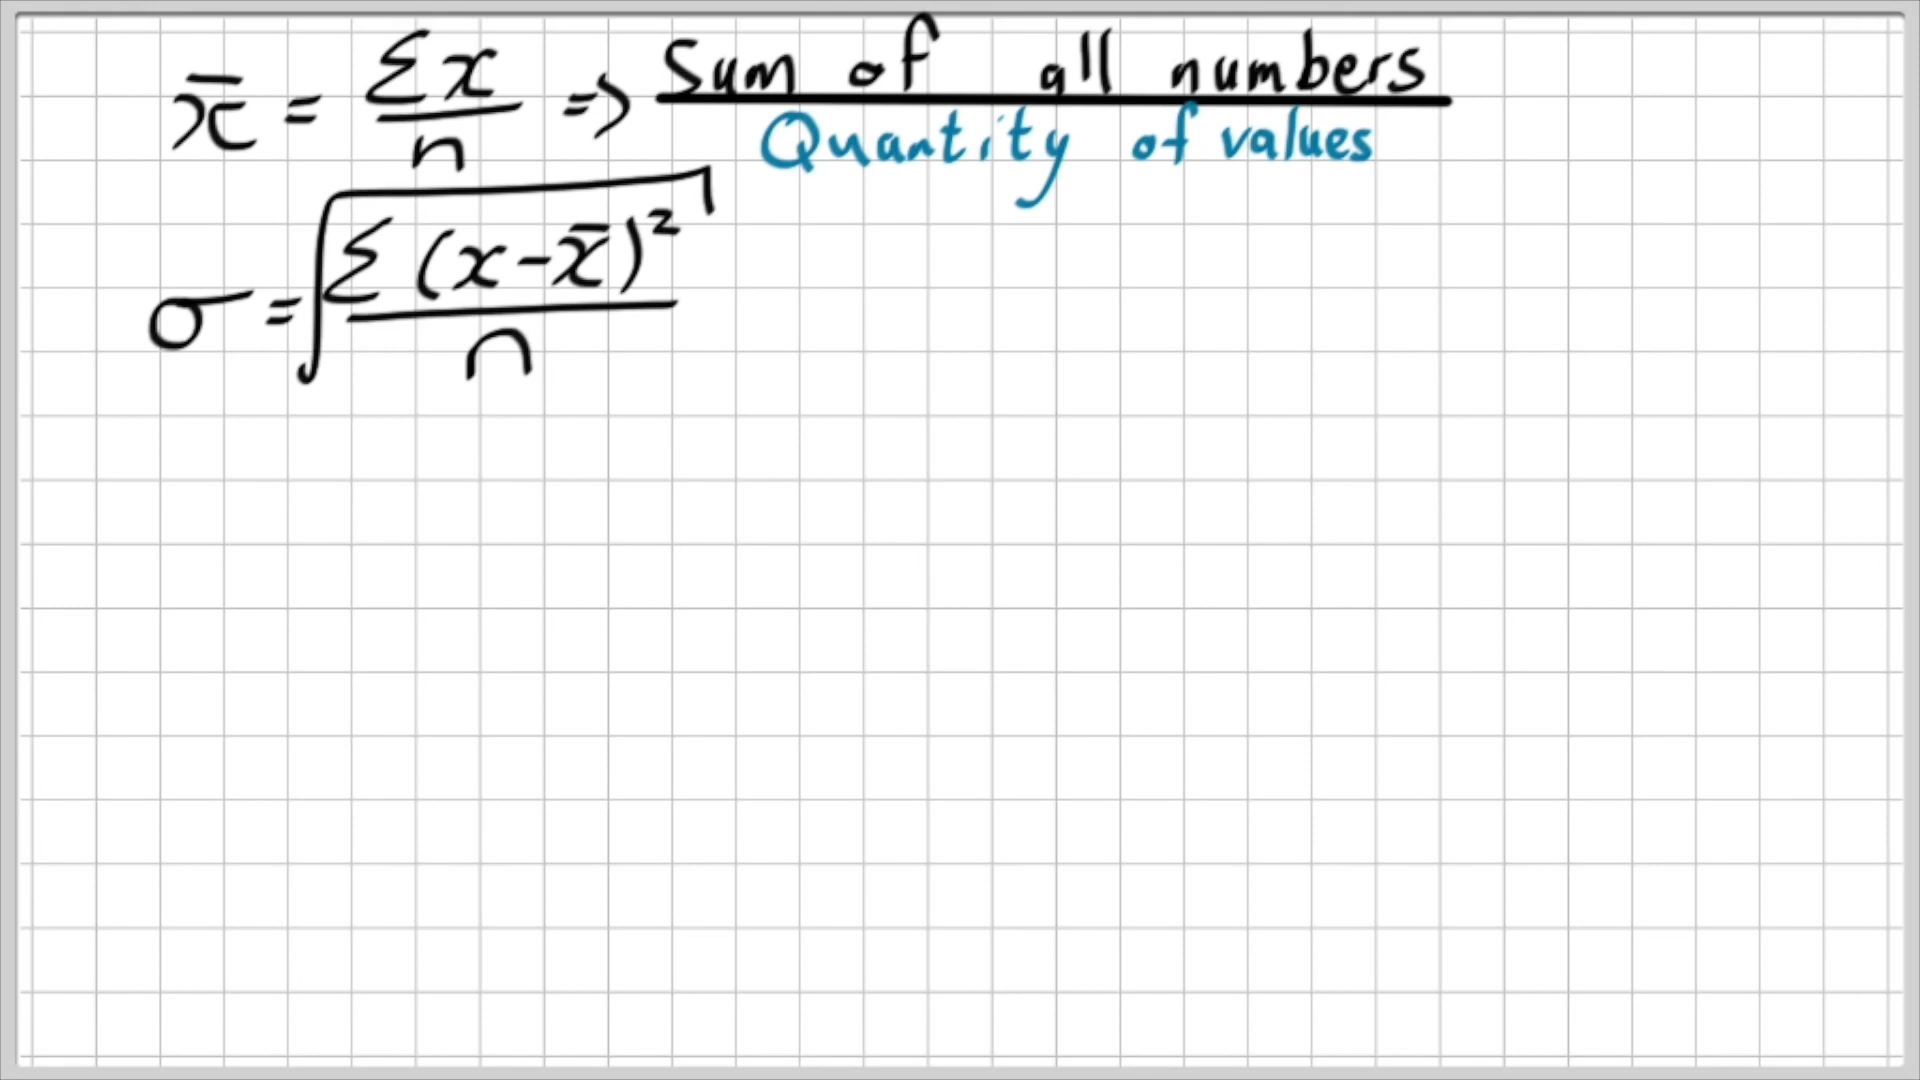 x̄ = Σx / n => Sum of all numbers / Quantity of values
σ = √(Σ(x-x̄)² / n)